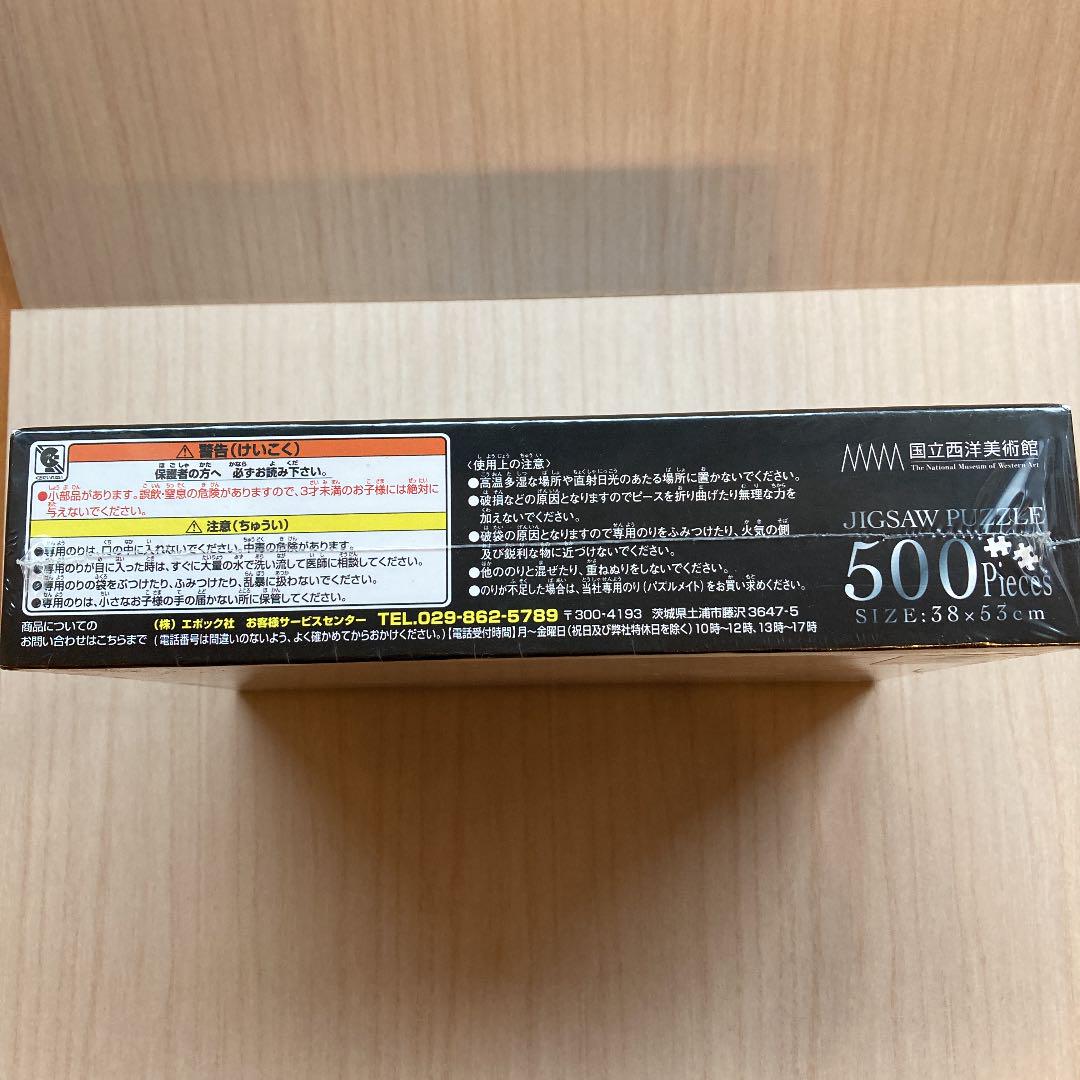 警告(けいこく)
保護者の方へ 必ずお読み下さい。
●小部品があります。誤飲・窒息の危険がありますので、3才未満のお子様には絶対に
与えないでください。
注意(ちゅうい)
●専用のりは、口の中に入れないでください。中毒の危険があります。
●専用のりが目に入った時は、すぐに大量の水で洗い流して医師に相談してください。
●専用のりの袋をぶつけたり、ふみつけたり、乱暴に扱わないでください。
●専用のりは、小さなお子様の手の届かない所に保管してください。
〈使用上の注意〉
●高温多湿な場所や直射日光のあたる場所に置かないでください。
●破損などの原因となりますのでピースを折り曲げたり無理な力を
加えないでください。
●破袋の原因となりますので専用のりをふみつけたり、火気の側
及び鋭利な物に近づけないでください。
●他ののりと混ぜたり、重ねぬりをしないでください。
●のりが不足した場合は、当社専用のり(パズルメイト)をお買い求めください。
国立西洋美術館
The National Museum of Western Art
JIGSAW PUZZLE
500 Pieces
SIZE:38×53cm
商品についての
お問い合わせはこちらまで
(株)エポック社 お客様サービスセンター TEL.029-862-5789 〒300-4193 茨城県土浦市藤沢3647-5
(電話番号は間違いのないよう、よく確かめてからおかけください。)【電話受付時間】月〜金曜日(祝日及び弊社特休日を除く)10時〜12時、13時〜17時